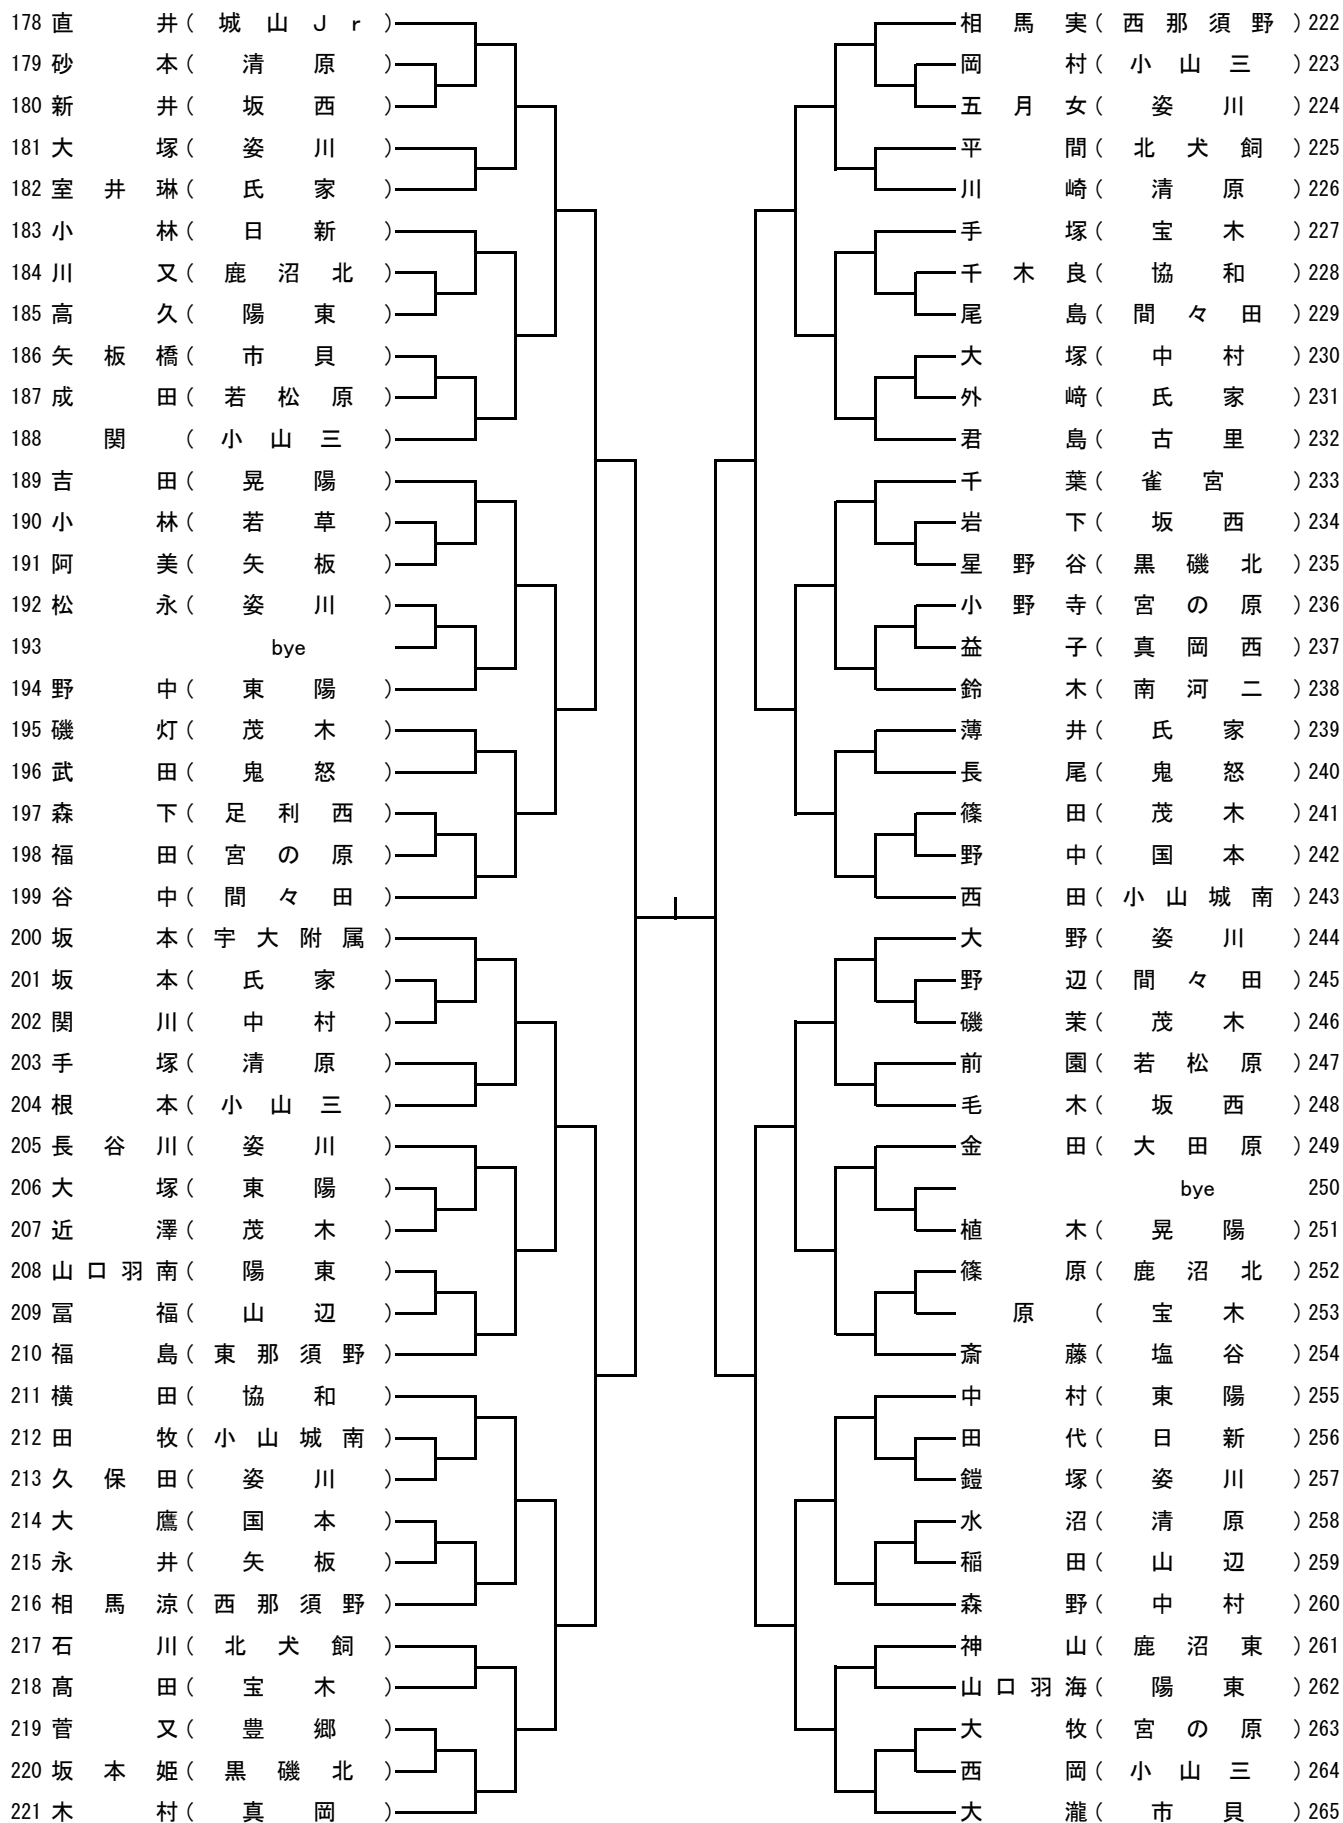 178 直井(城山Jr)
179 砂本(清原)
180 新井(坂西)
181 大塚(姿川)
182 室井琳(氏家)
183 小林(日新)
184 川又(鹿沼北)
185 高久(陽東)
186 矢板橋(市貝)
187 成田(若松原)
188 関(小山三)
189 吉田(晃陽)
190 小林(若草)
191 阿美(矢板)
192 松永(姿川)
193 bye
194 野中(東陽)
195 磯灯(茂木)
196 武田(鬼怒)
197 森下(足利西)
198 福田(宮の原)
199 谷中(間々田)
200 坂本(宇大附属)
201 坂本(氏家)
202 関川(中村)
203 手塚(清原)
204 根本(小山三)
205 長谷川(姿川)
206 大塚(東陽)
207 近澤(茂木)
208 山口羽南(陽東)
209 冨福(山辺)
210 福島(東那須野)
211 横田(協和)
212 田牧(小山城南)
213 久保田(姿川)
214 大鷹(国本)
215 永井(矢板)
216 相馬涼(西那須野)
217 石川(北犬飼)
218 髙田(宝木)
219 菅又(豊郷)
220 坂本姫(黒磯北)
221 木村(真岡)
相馬実(西那須野)222
岡村(小山三)223
五月女(姿川)224
平間(北犬飼)225
川崎(清原)226
手塚(宝木)227
千木良(協和)228
尾島(間々田)229
大塚(中村)230
外﨑(氏家)231
君島(古里)232
千葉(雀宮)233
岩下(坂西)234
星野谷(黒磯北)235
小野寺(宮の原)236
益子(真岡西)237
鈴木(南河二)238
薄井(氏家)239
長尾(鬼怒)240
篠田(茂木)241
野中(国本)242
西田(小山城南)243
大野(姿川)244
野辺(間々田)245
磯茉(茂木)246
前園(若松原)247
毛木(坂西)248
金田(大田原)249
bye 250
植木(晃陽)251
篠原(鹿沼北)252
原(宝木)253
斎藤(塩谷)254
中村(東陽)255
田代(日新)256
鎧塚(姿川)257
水沼(清原)258
稲田(山辺)259
森野(中村)260
神山(鹿沼東)261
山口羽海(陽東)262
大牧(宮の原)263
西岡(小山三)264
大瀧(市貝)265